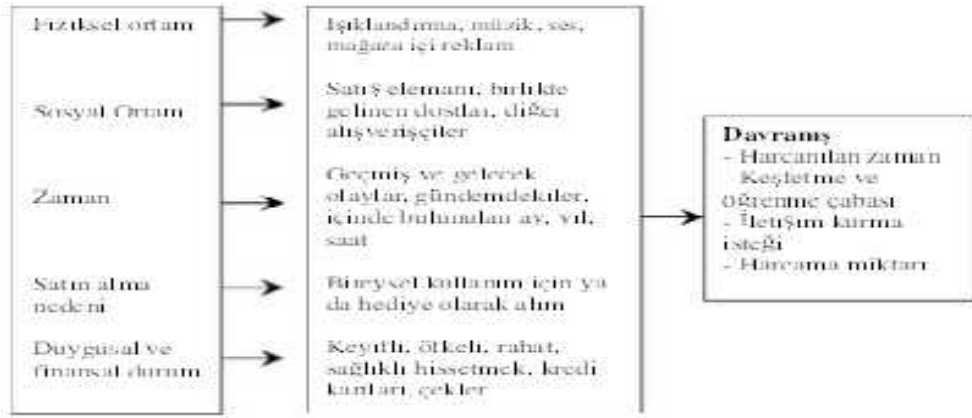 Fiziksel ortam
Sosyal Ortam
Zaman
Satın alma
nedeni
Duygusal ve
finansal durum
Işıklandırma, müzik, ses,
mağaza içi reklam
Satış elemanı, birlikte
gelinen dostlar, diğer
alışverişçiler
Geçmiş ve gelecek
olaylar, gündemdekiler,
içinde bulunulan ay, yıl,
saat
Bireysel kullanım için ya
da hediye olarak alım
Keyifli, öfkeli, rahat,
sağlıklı hissetmek, kredi
kartları, çekler
Davranış
- Harcanılan zaman
- Keşfetme ve
öğrenme çabası
- İletişim kurma
isteği
- Harcama miktarı